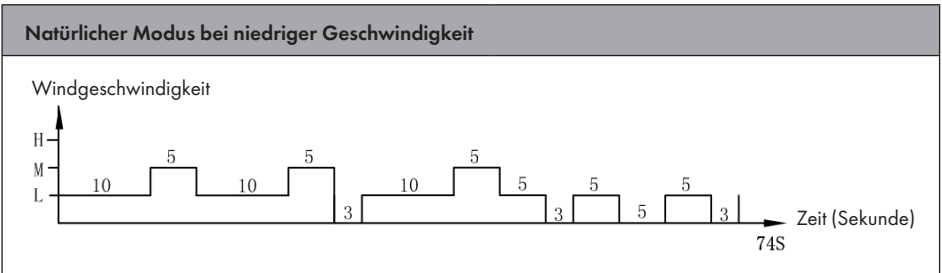 Natürlicher Modus bei niedriger Geschwindigkeit
Windgeschwindigkeit
H
M
L
10 5 10 5 3 10 5 5 3 5 5 5 3
Zeit (Sekunde)
74S